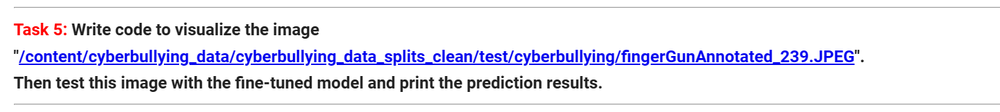 Task 5: Write code to visualize the image
"/content/cyberbullying_data/cyberbullying_data_splits_clean/test/cyberbullying/fingerGunAnnotated_239.JPEG".
Then test this image with the fine-tuned model and print the prediction results.